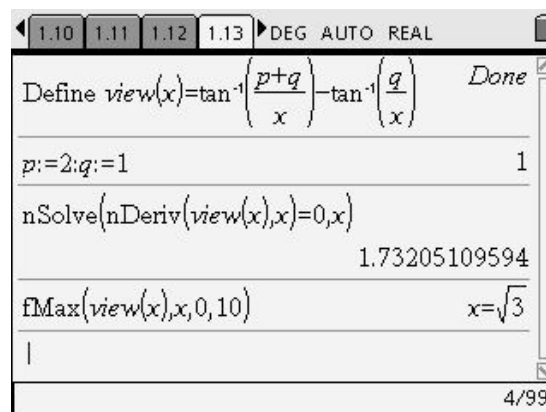 1.10 1.11 1.12 1.13 DEG AUTO REAL
Define view(x)=tan⁻¹((p+q)/x)-tan⁻¹(q/x) Done
p:=2:q:=1 1
nSolve(nDeriv(view(x),x)=0,x)
1.73205109594
fMax(view(x),x,0,10) x=√3
4/99